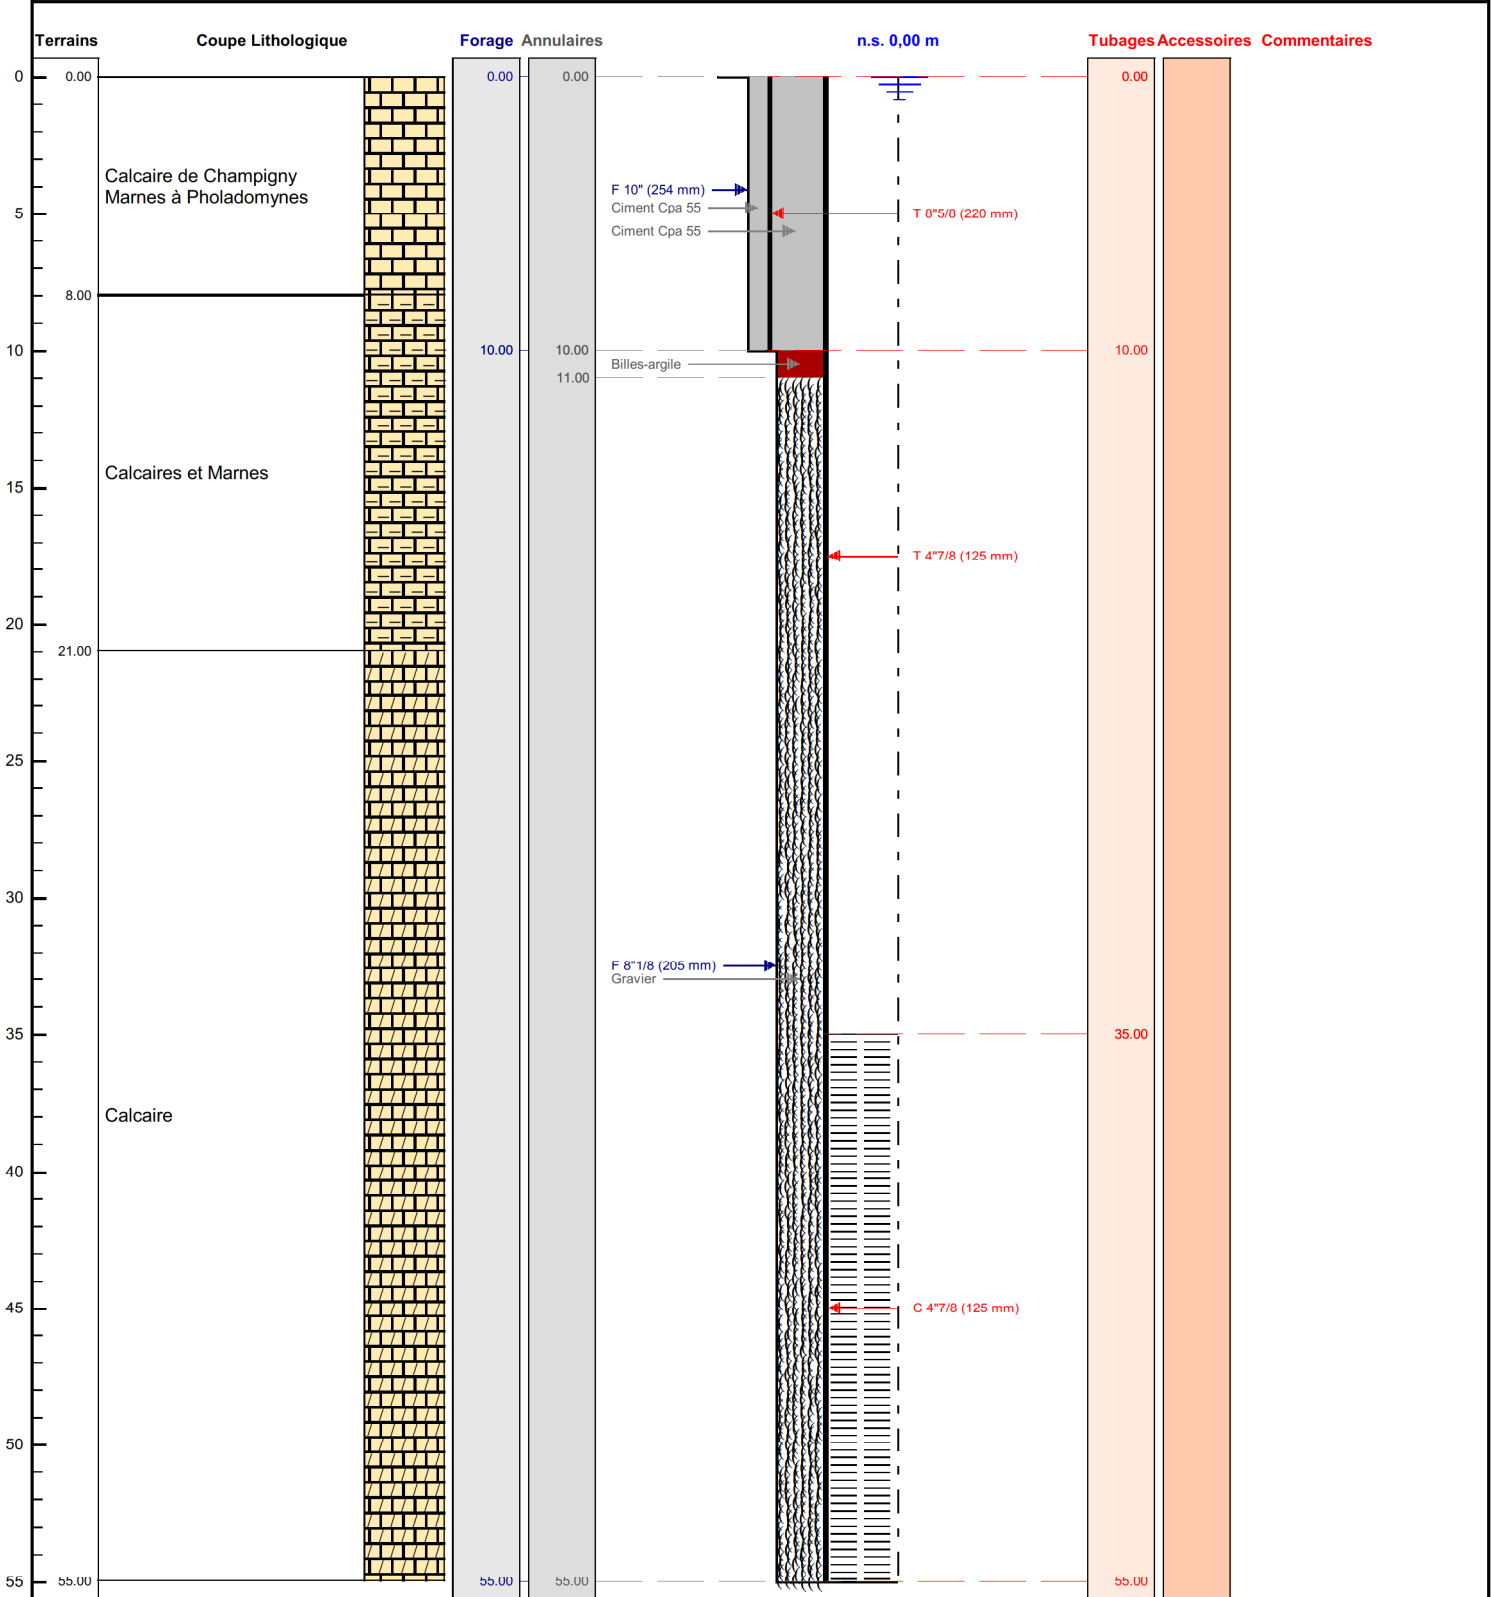 Terrains Coupe Lithologique Forage Annulaires n.s. 0,00 m Tubages Accessoires Commentaires
0 0.00 0.00 0.00 0.00
Calcaire de Champigny
Marnes à Pholadomynes
F 10" (254 mm)
Ciment Cpa 55
5 T 8"5/8 (220 mm)
Ciment Cpa 55
8.00
10 10.00 10.00 10.00
Billes-argile
11.00
Calcaires et Marnes
15
T 4"7/8 (125 mm)
20
21.00
25
30
F 8"1/8 (205 mm)
Gravier
35 35.00
Calcaire
40
45 C 4"7/8 (125 mm)
50
55 55.00 55.00 55.00 55.00